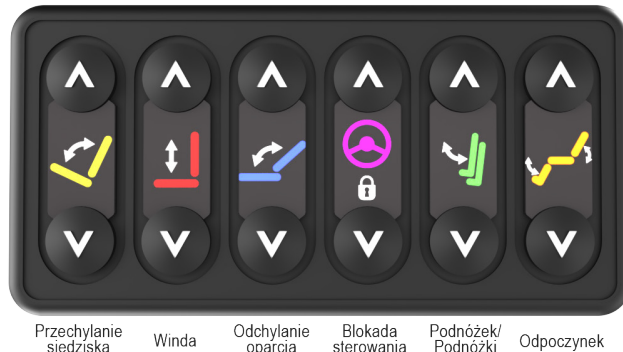 Przechylanie
siedziska
Winda
Odchylanie
oparcia
Blokada
sterowania
Podnóżek/
Podnóżki
Odpoczynek